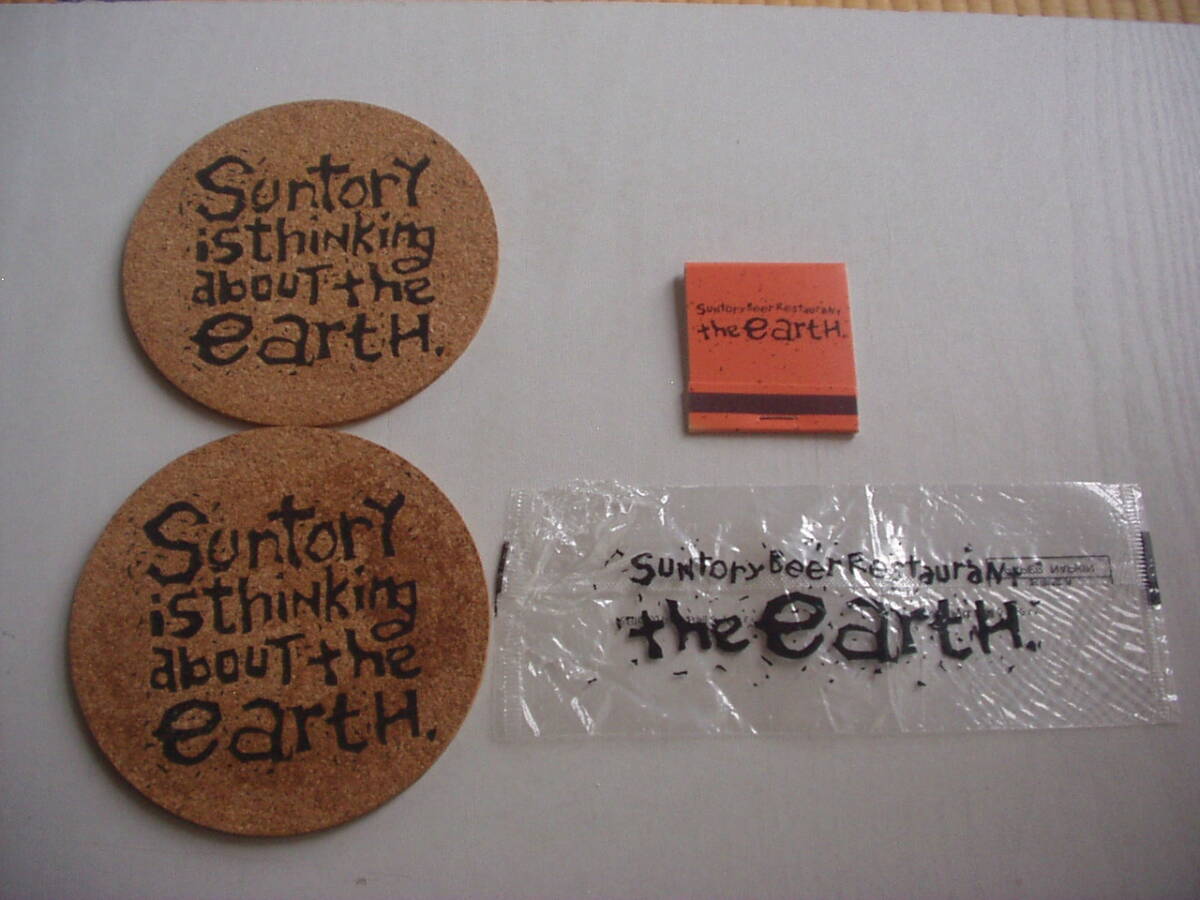 Suntory
is thinking
about the
earth.
Suntory
is thinking
about the
earth.
Suntory Beer Restaurant
the earth.
Suntory Beer Restaurant
the earth.